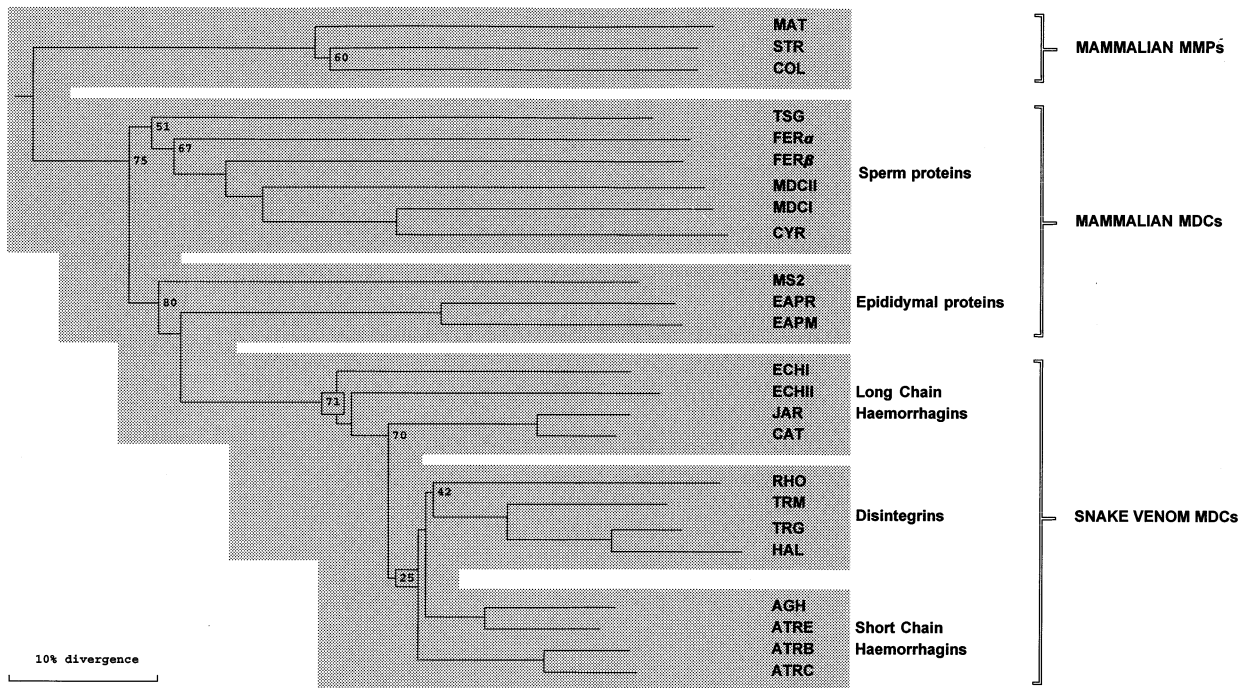 MAT
STR
COL
60
MAMMALIAN MMPs
TSG
FERα
FERβ
MDCII
MDCI
CYR
51
67
75
Sperm proteins
MAMMALIAN MDCs
MS2
EAPR
EAPM
80
Epididymal proteins
ECHI
ECHII
JAR
CAT
71
70
Long Chain
Haemorrhagins
RHO
TRM
TRG
HAL
42
Disintegrins
SNAKE VENOM MDCs
25
AGH
ATRE
ATRB
ATRC
Short Chain
Haemorrhagins
10% divergence